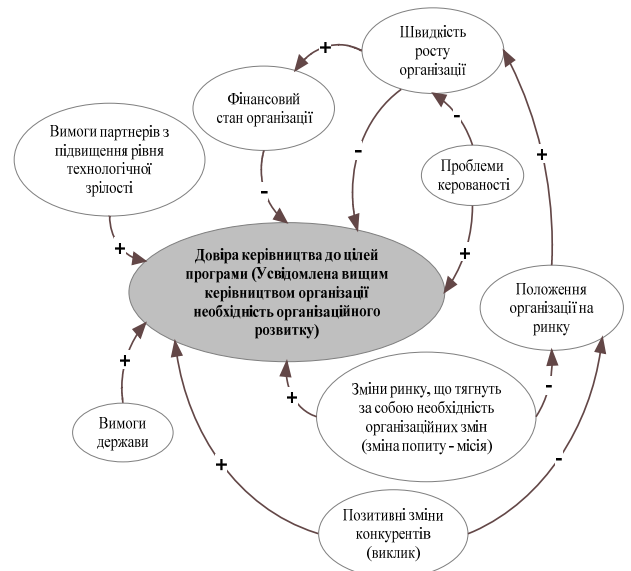 Швидкість
росту
організації
+
Фінансовий
стан організації
-
-
-
Вимоги партнерів з
підвищення рівня
технологічної
зрілості
Проблеми
керованості
+
+
+
Довіра керівництва до цілей
програми (Усвідомлена вищим
керівництвом організації
необхідність організаційного
розвитку)
Положення
організації на
ринку
+
Зміни ринку, що тягнуть
за собою необхідність
організаційних змін
(зміна попиту - місія)
+
-
Вимоги
держави
+
-
Позитивні зміни
конкурентів
(виклик)